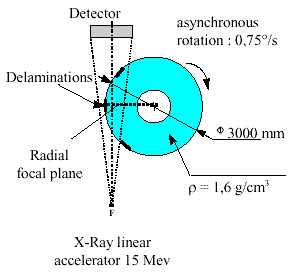 Detector
asynchronous
rotation : 0,75°/s
Delaminations
Φ 3000 mm
Radial
focal plane
ρ = 1,6 g/cm³
F
X-Ray linear
accelerator 15 Mev